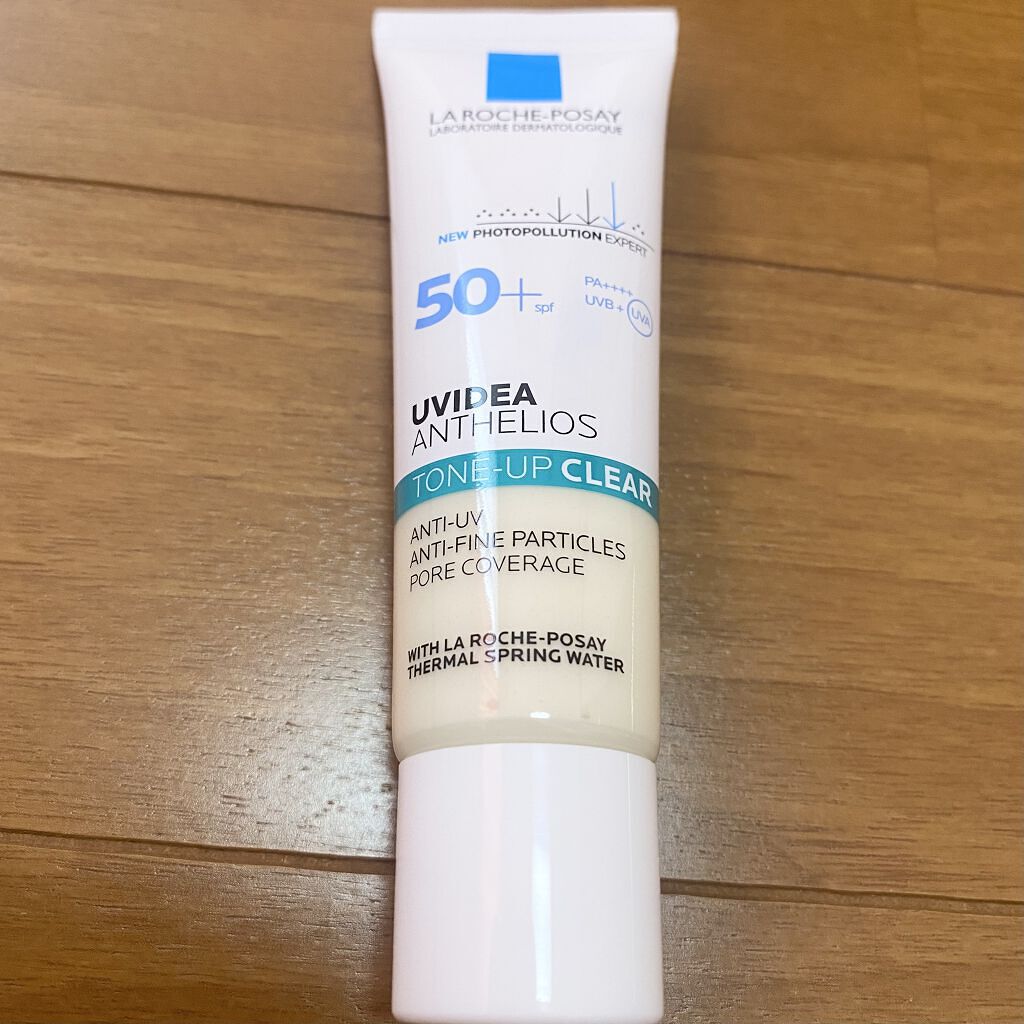 LA ROCHE-POSAY
LABORATOIRE DERMATOLOGIQUE
NEW PHOTOPOLLUTION EXPERT
50+ spf
PA++++
UVB + UVA
UVIDEA
ANTHELIOS
TONE-UP CLEAR
ANTI-UV
ANTI-FINE PARTICLES
PORE COVERAGE
WITH LA ROCHE-POSAY
THERMAL SPRING WATER